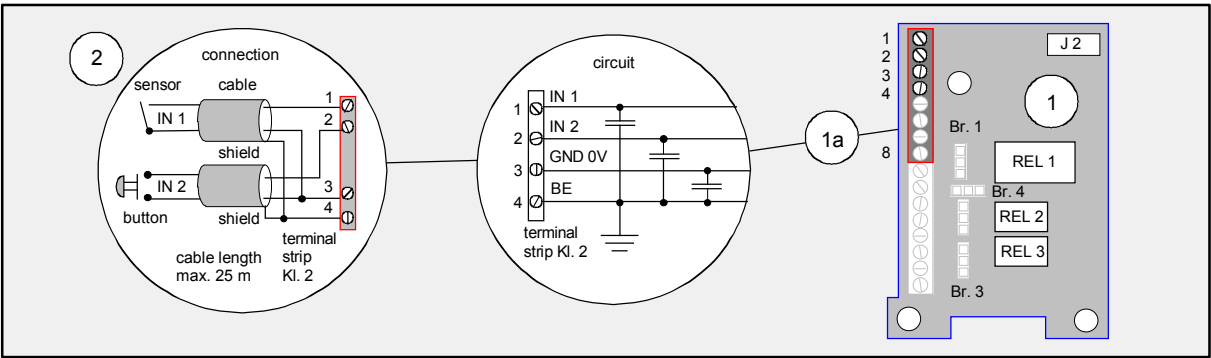 2
connection
sensor
cable
IN 1
shield
IN 2
button
shield
cable length
max. 25 m
1
2
3
4
terminal
strip
Kl. 2
circuit
1
IN 1
2
IN 2
3
GND 0V
4
BE
terminal
strip Kl. 2
1a
1
2
3
4
8
J 2
1
Br. 1
REL 1
Br. 4
REL 2
REL 3
Br. 3